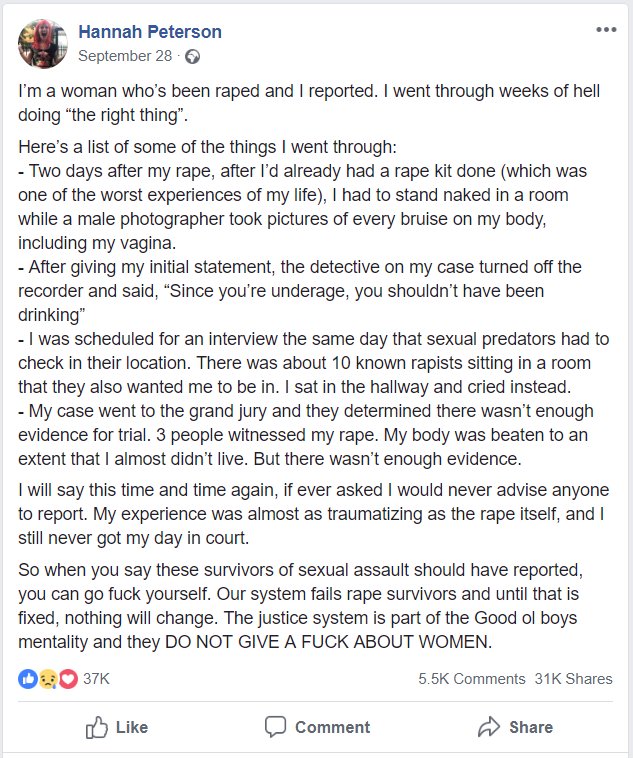 Hannah Peterson
September 28
I’m a woman who’s been raped and I reported. I went through weeks of hell
doing “the right thing”.
Here’s a list of some of the things I went through:
- Two days after my rape, after I’d already had a rape kit done (which was
one of the worst experiences of my life), I had to stand naked in a room
while a male photographer took pictures of every bruise on my body,
including my vagina.
- After giving my initial statement, the detective on my case turned off the
recorder and said, “Since you’re underage, you shouldn’t have been
drinking”
- I was scheduled for an interview the same day that sexual predators had to
check in their location. There was about 10 known rapists sitting in a room
that they also wanted me to be in. I sat in the hallway and cried instead.
- My case went to the grand jury and they determined there wasn’t enough
evidence for trial. 3 people witnessed my rape. My body was beaten to an
extent that I almost didn’t live. But there wasn’t enough evidence.
I will say this time and time again, if ever asked I would never advise anyone
to report. My experience was almost as traumatizing as the rape itself, and I
still never got my day in court.
So when you say these survivors of sexual assault should have reported,
you can go fuck yourself. Our system fails rape survivors and until that is
fixed, nothing will change. The justice system is part of the Good ol boys
mentality and they DO NOT GIVE A FUCK ABOUT WOMEN.
37K 5.5K Comments 31K Shares
Like Comment Share